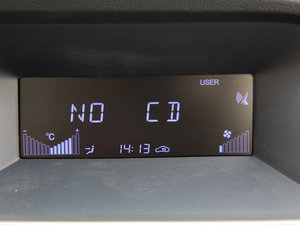 USER
NO CD
- °C +
14:13